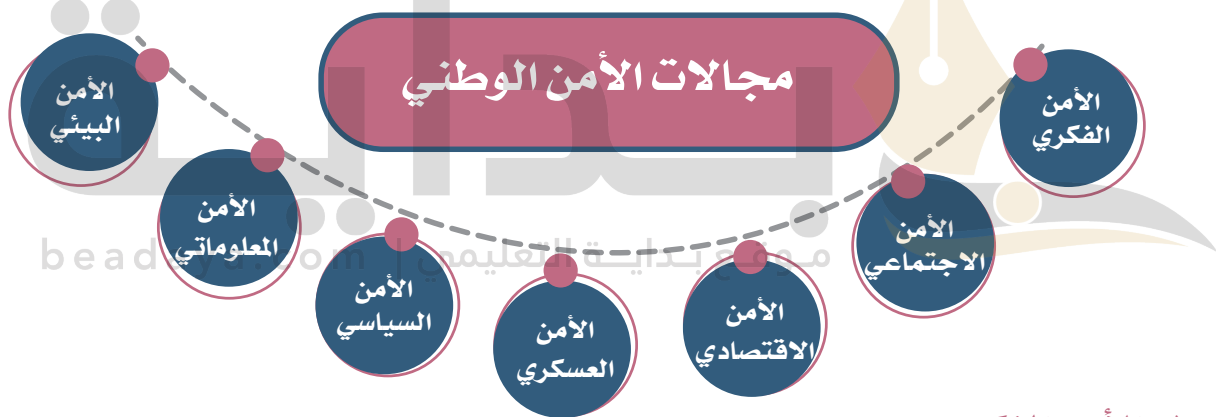 مجالات الأمن الوطني
الأمن
الفكري
الأمن
الاجتماعي
الأمن
الاقتصادي
الأمن
العسكري
الأمن
السياسي
الأمن
المعلوماتي
الأمن
البيئي
بداية
موقع بداية التعليمي | beadaya.com